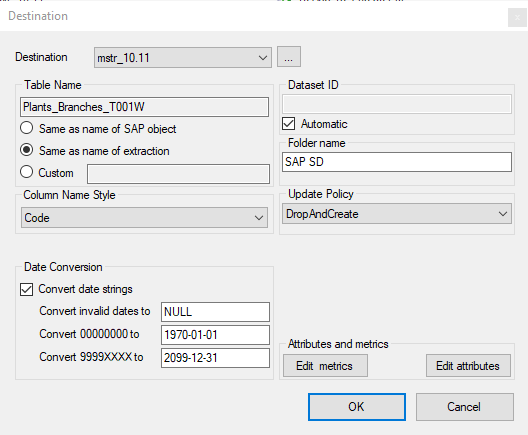 Destination
x
Destination
mstr_10.11
...
Table Name
Plants_Branches_T001W
Same as name of SAP object
Same as name of extraction
Custom
Dataset ID
Automatic
Folder name
SAP SD
Column Name Style
Code
Update Policy
DropAndCreate
Date Conversion
Convert date strings
Convert invalid dates to
NULL
Convert 00000000 to
1970-01-01
Convert 9999XXXX to
2099-12-31
Attributes and metrics
Edit metrics
Edit attributes
OK
Cancel